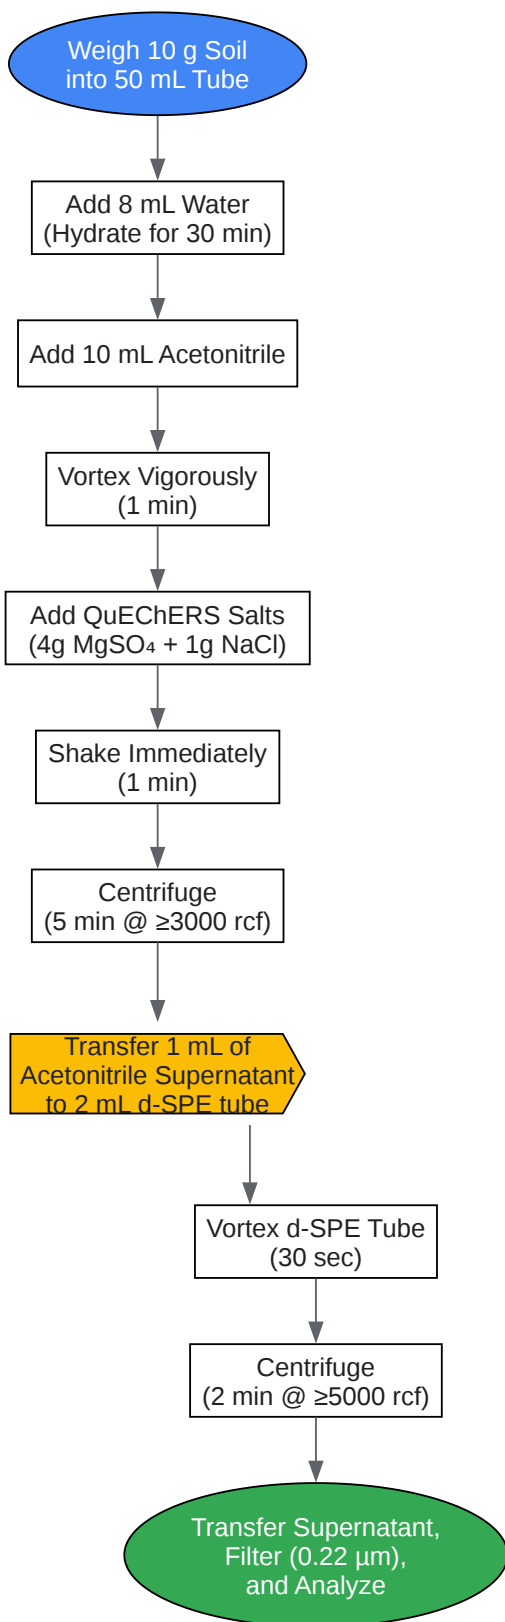 Weigh 10 g Soil
into 50 mL Tube
Add 8 mL Water
(Hydrate for 30 min)
Add 10 mL Acetonitrile
Vortex Vigorously
(1 min)
Add QuEChERS Salts
(4g MgSO₄ + 1g NaCl)
Shake Immediately
(1 min)
Centrifuge
(5 min @ ≥3000 rcf)
Transfer 1 mL of
Acetonitrile Supernatant
to 2 mL d-SPE tube
Vortex d-SPE Tube
(30 sec)
Centrifuge
(2 min @ ≥5000 rcf)
Transfer Supernatant,
Filter (0.22 µm),
and Analyze